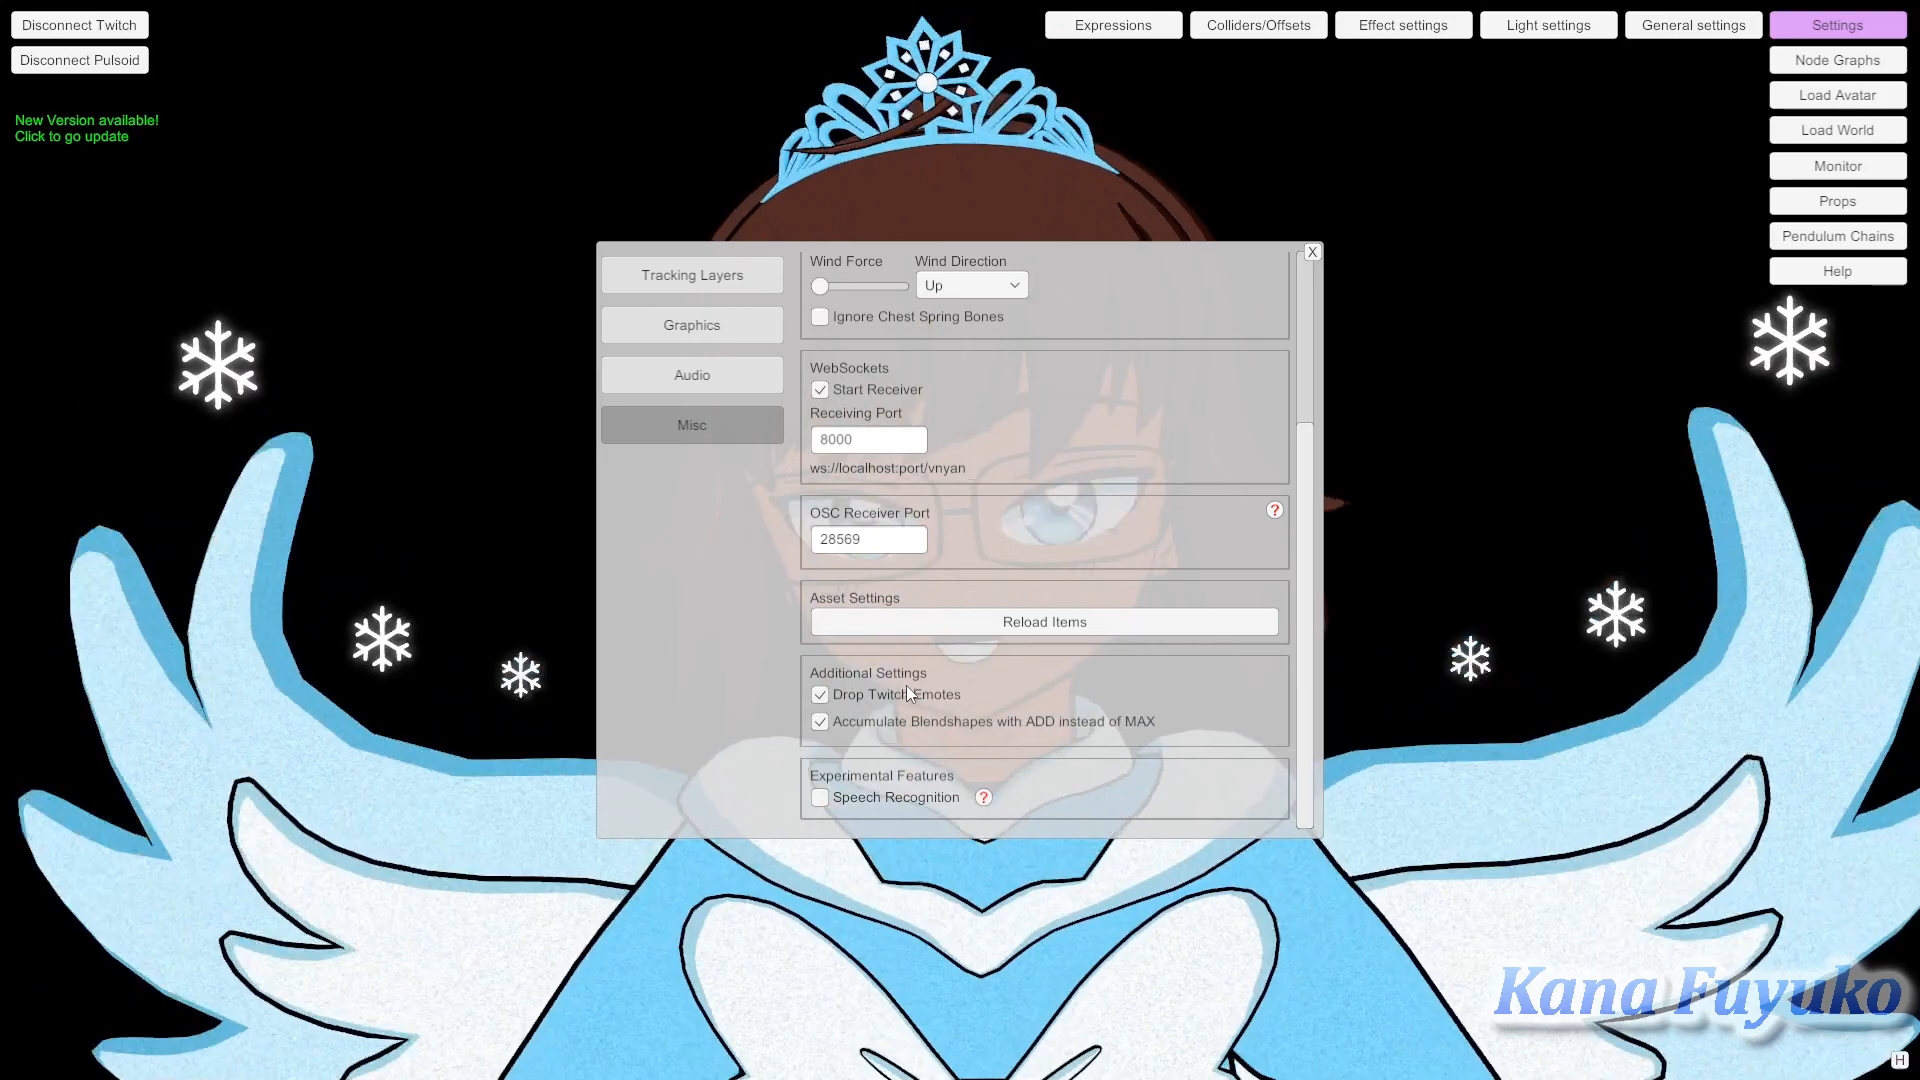 Disconnect Twitch
Disconnect Pulsoid
New Version available!
Click to go update
Expressions
Colliders/Offsets
Effect settings
Light settings
General settings
Settings
Node Graphs
Load Avatar
Load World
Monitor
Props
Pendulum Chains
Help
X
Tracking Layers
Graphics
Audio
Misc
Wind Force
Wind Direction
Up
Ignore Chest Spring Bones
WebSockets
Start Receiver
Receiving Port
8000
ws://localhost:port/vnyan
OSC Receiver Port
?
28569
Asset Settings
Reload Items
Additional Settings
Drop Twitch Emotes
Accumulate Blendshapes with ADD instead of MAX
Experimental Features
Speech Recognition ?
Kana Fuyuko
H